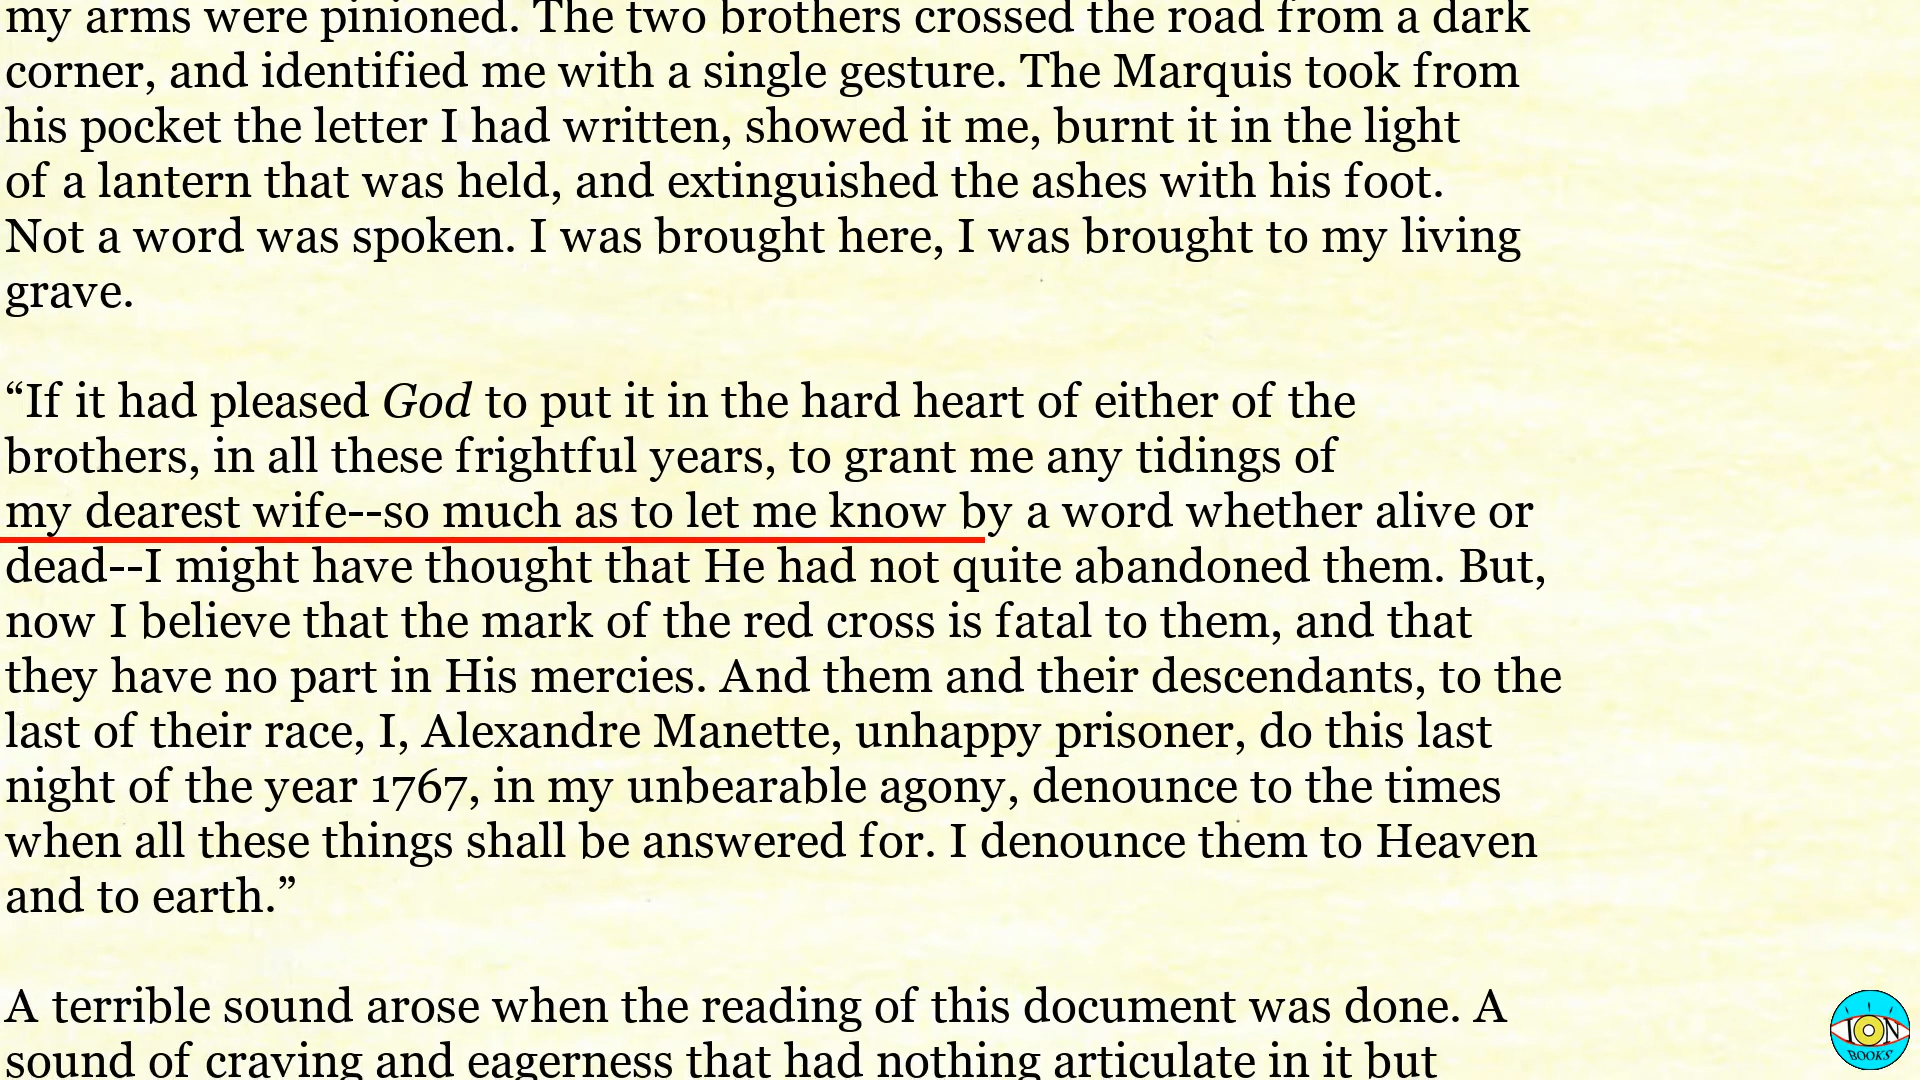 my arms were pinioned. The two brothers crossed the road from a dark
corner, and identified me with a single gesture. The Marquis took from
his pocket the letter I had written, showed it me, burnt it in the light
of a lantern that was held, and extinguished the ashes with his foot.
Not a word was spoken. I was brought here, I was brought to my living
grave.
“If it had pleased God to put it in the hard heart of either of the
brothers, in all these frightful years, to grant me any tidings of
my dearest wife--so much as to let me know by a word whether alive or
dead--I might have thought that He had not quite abandoned them. But,
now I believe that the mark of the red cross is fatal to them, and that
they have no part in His mercies. And them and their descendants, to the
last of their race, I, Alexandre Manette, unhappy prisoner, do this last
night of the year 1767, in my unbearable agony, denounce to the times
when all these things shall be answered for. I denounce them to Heaven
and to earth.”
A terrible sound arose when the reading of this document was done. A
sound of craving and eagerness that had nothing articulate in it but
ION
BOOKS